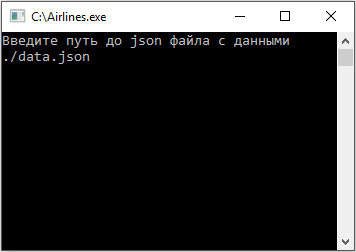 C:\Airlines.exe
Введите путь до json файла с данными
./data.json